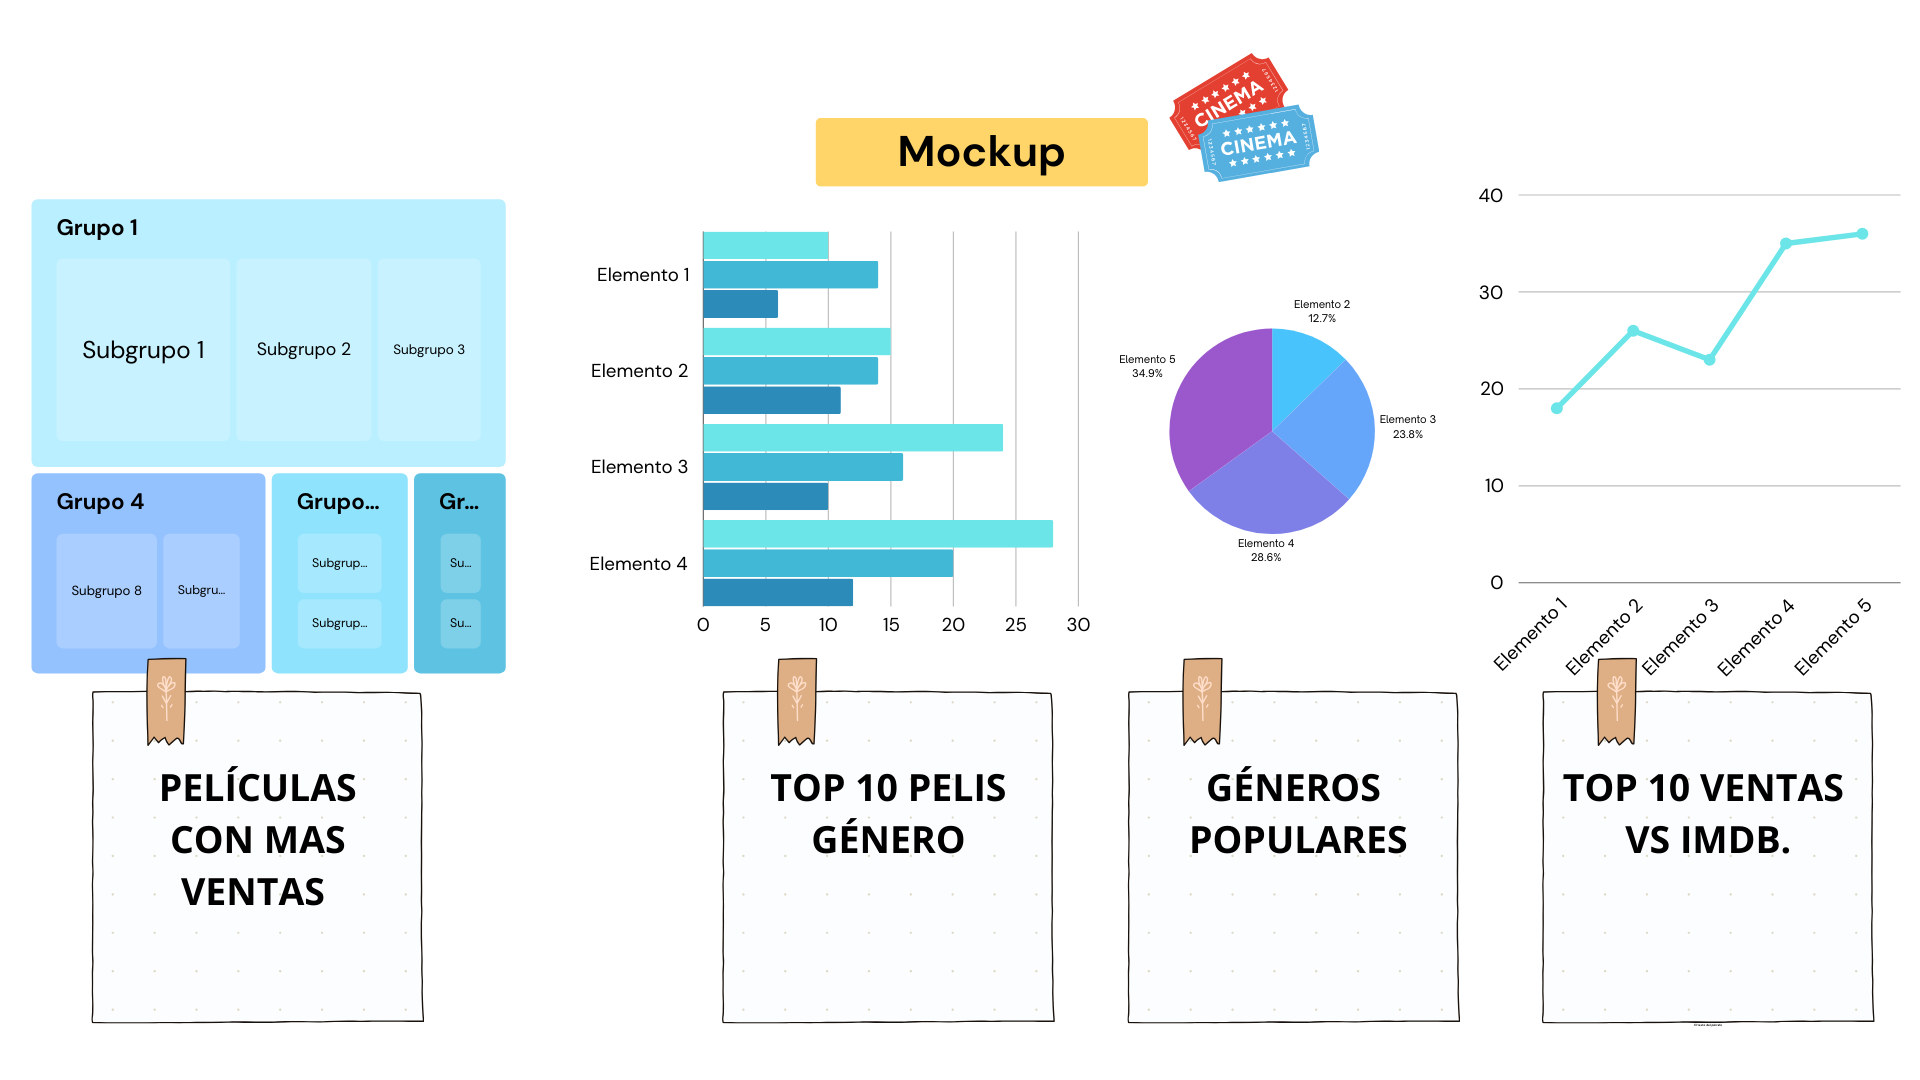 Mockup
CINEMA
1234567
1234567
CINEMA
1234567
1234567
Grupo 1
Subgrupo 1
Subgrupo 2
Subgrupo 3
Grupo 4
Subgrupo 8
Subgru...
Grupo...
Subgrup...
Subgrup...
Gr...
Su...
Su...
Elemento 1
Elemento 2
Elemento 3
Elemento 4
0 5 10 15 20 25 30
Elemento 2
12.7%
Elemento 3
23.8%
Elemento 4
28.6%
Elemento 5
34.9%
40
30
20
10
0
Elemento 1
Elemento 2
Elemento 3
Elemento 4
Elemento 5
PELÍCULAS
CON MAS
VENTAS
TOP 10 PELIS
GÉNERO
GÉNEROS
POPULARES
TOP 10 VENTAS
VS IMDB.